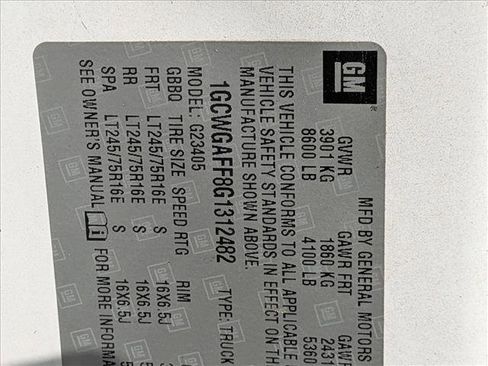 GM
MFD BY GENERAL MOTORS
GVWR GAWR FRT GAWR
3901 KG 1860 KG 2431
8600 LB 4100 LB 5360
THIS VEHICLE CONFORMS TO ALL APPLICABLE
VEHICLE SAFETY STANDARDS IN EFFECT ON TH
MANUFACTURE SHOWN ABOVE.
1GCWGAFF8G1312482 TYPE: TRUCK
MODEL: G23405
GBBQ TIRE SIZE SPEED RTG RIM
FRT LT245/75R16E S 16X6.5J
RR LT245/75R16E S 16X6.5J
SPA LT245/75R16E S 16X6.5J
SEE OWNER'S MANUAL FOR MORE INFORMA